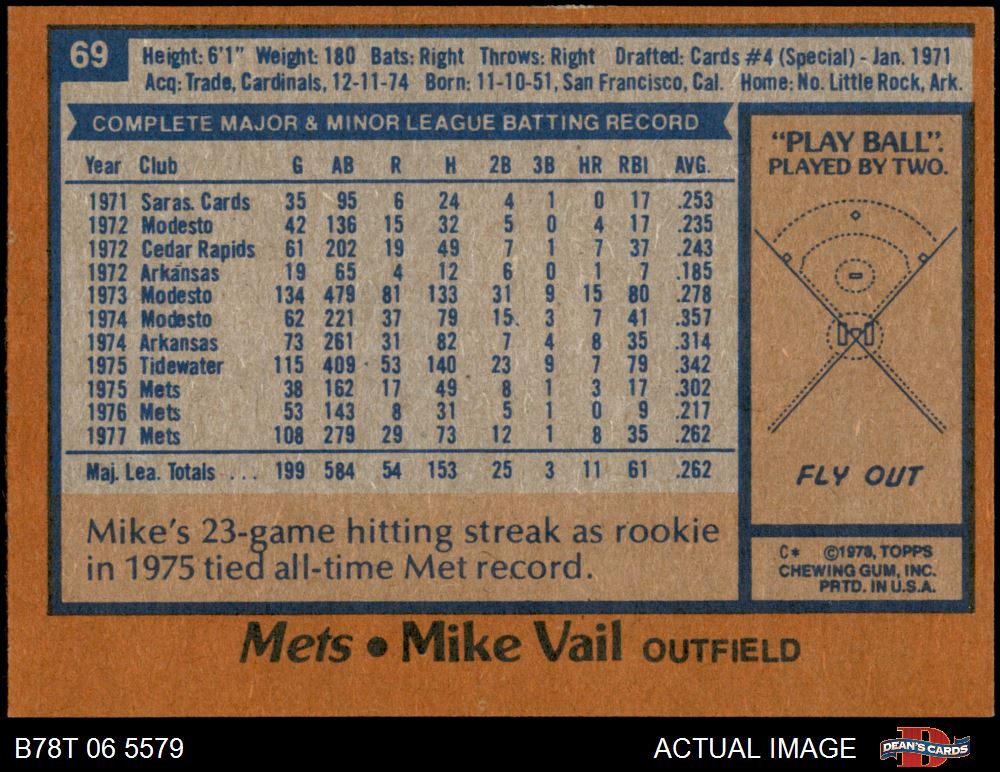 69
Height: 6'1" Weight: 180 Bats: Right Throws: Right Drafted: Cards #4 (Special) - Jan. 1971
Acq: Trade, Cardinals, 12-11-74 Born: 11-10-51, San Francisco, Cal. Home: No. Little Rock, Ark.
COMPLETE MAJOR & MINOR LEAGUE BATTING RECORD
Year Club G AB R H 2B 3B HR RBI AVG.
1971 Saras. Cards 35 95 6 24 4 1 0 17 .253
1972 Modesto 42 136 15 32 5 0 4 17 .235
1972 Cedar Rapids 61 202 19 49 7 1 7 37 .243
1972 Arkansas 19 65 4 12 6 0 1 7 .185
1973 Modesto 134 479 81 133 31 9 15 80 .278
1974 Modesto 62 221 37 79 15 3 7 41 .357
1974 Arkansas 73 261 31 82 7 4 8 35 .314
1975 Tidewater 115 409 53 140 23 9 7 79 .342
1975 Mets 38 162 17 49 8 1 3 17 .302
1976 Mets 53 143 8 31 5 1 0 9 .217
1977 Mets 108 279 29 73 12 1 8 35 .262
Maj. Lea. Totals . . . 199 584 54 153 25 3 11 61 .262
Mike's 23-game hitting streak as rookie
in 1975 tied all-time Met record.
"PLAY BALL".
PLAYED BY TWO.
FLY OUT
C* ©1978, TOPPS
CHEWING GUM, INC.
PRTD. IN U.S.A.
Mets • Mike Vail OUTFIELD
B78T 06 5579
ACTUAL IMAGE
DEAN'S CARDS